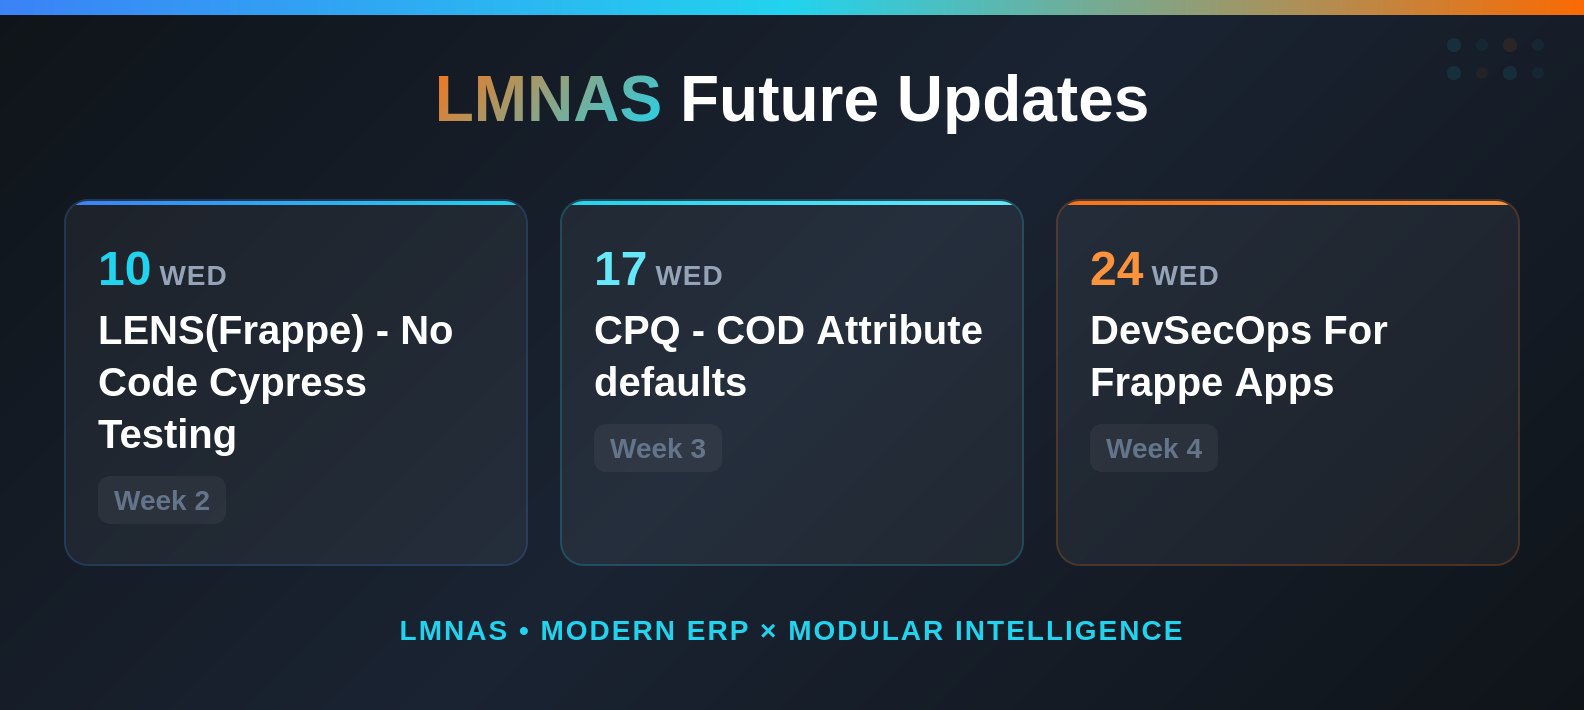 LMNAS Future Updates
10 WED
LENS(Frappe) - No
Code Cypress
Testing
Week 2
17 WED
CPQ - COD Attribute
defaults
Week 3
24 WED
DevSecOps For
Frappe Apps
Week 4
LMNAS • MODERN ERP × MODULAR INTELLIGENCE